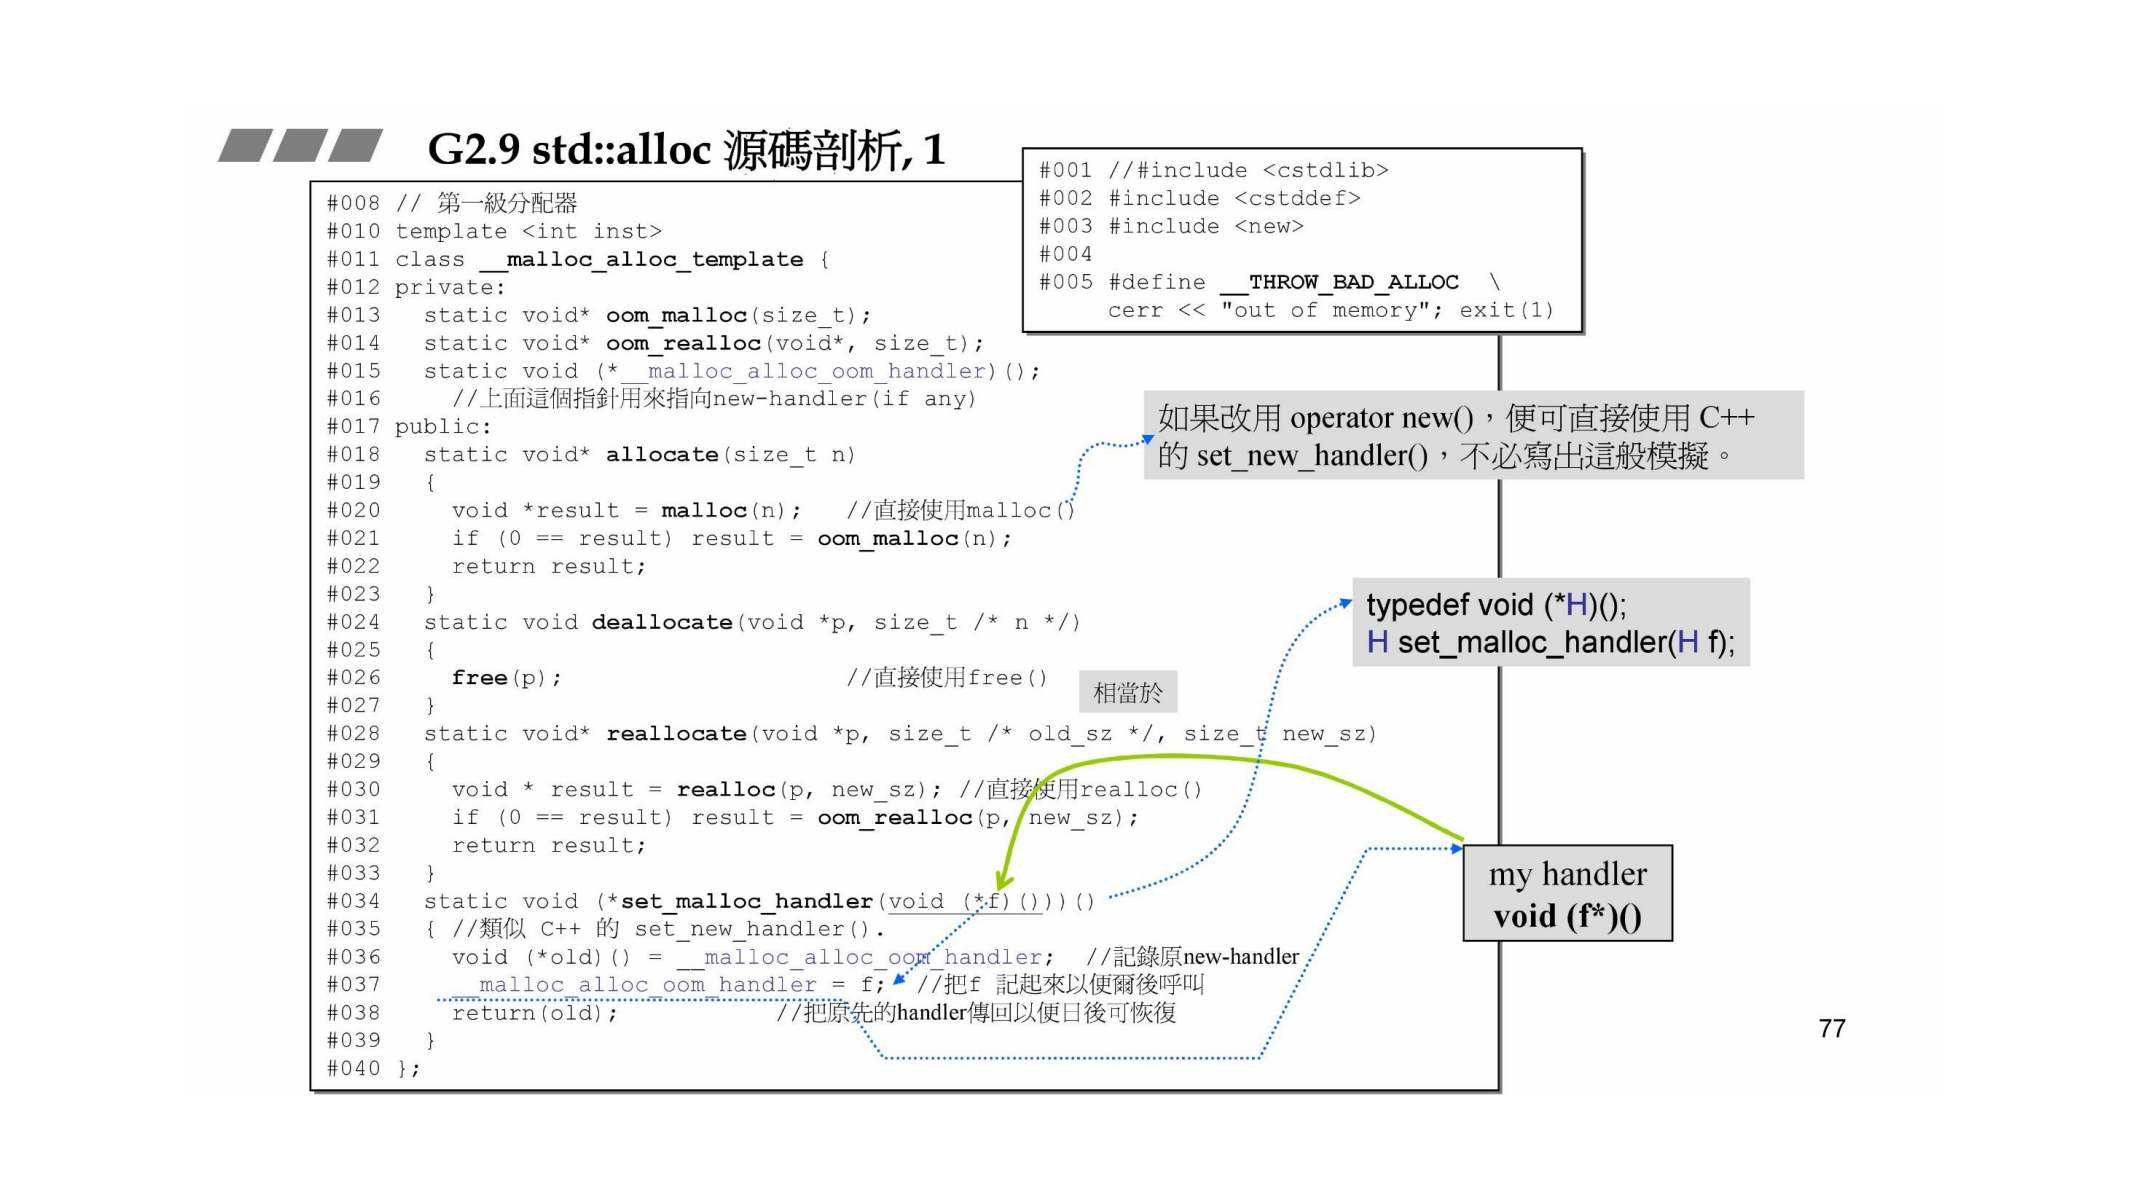 G2.9 std::alloc 源碼剖析, 1
#001 //#include <cstdlib>
#002 #include <cstddef>
#003 #include <new>
#004
#005 #define __THROW_BAD_ALLOC \
cerr << "out of memory"; exit(1)
#008 // 第一級分配器
#010 template <int inst>
#011 class __malloc_alloc_template {
#012 private:
#013 static void* oom_malloc(size_t);
#014 static void* oom_realloc(void*, size_t);
#015 static void (*__malloc_alloc_oom_handler)();
#016 //上面這個指針用來指向new-handler(if any)
#017 public:
#018 static void* allocate(size_t n)
#019 {
#020 void *result = malloc(n); //直接使用malloc()
#021 if (0 == result) result = oom_malloc(n);
#022 return result;
#023 }
#024 static void deallocate(void *p, size_t /* n */)
#025 {
#026 free(p); //直接使用free()
#027 }
#028 static void* reallocate(void *p, size_t /* old_sz */, size_t new_sz)
#029 {
#030 void * result = realloc(p, new_sz); //直接使用realloc()
#031 if (0 == result) result = oom_realloc(p, new_sz);
#032 return result;
#033 }
#034 static void (*set_malloc_handler(void (*f)()))()
#035 { //類似 C++ 的 set_new_handler().
#036 void (*old)() = __malloc_alloc_oom_handler; //記錄原new-handler
#037 __malloc_alloc_oom_handler = f; //把f 記起來以便爾後呼叫
#038 return(old); //把原先的handler傳回以便日後可恢復
#039 }
#040 };
如果改用 operator new()，便可直接使用 C++
的 set_new_handler()，不必寫出這般模擬。
typedef void (*H)();
H set_malloc_handler(H f);
相當於
my handler
void (f*)()
77